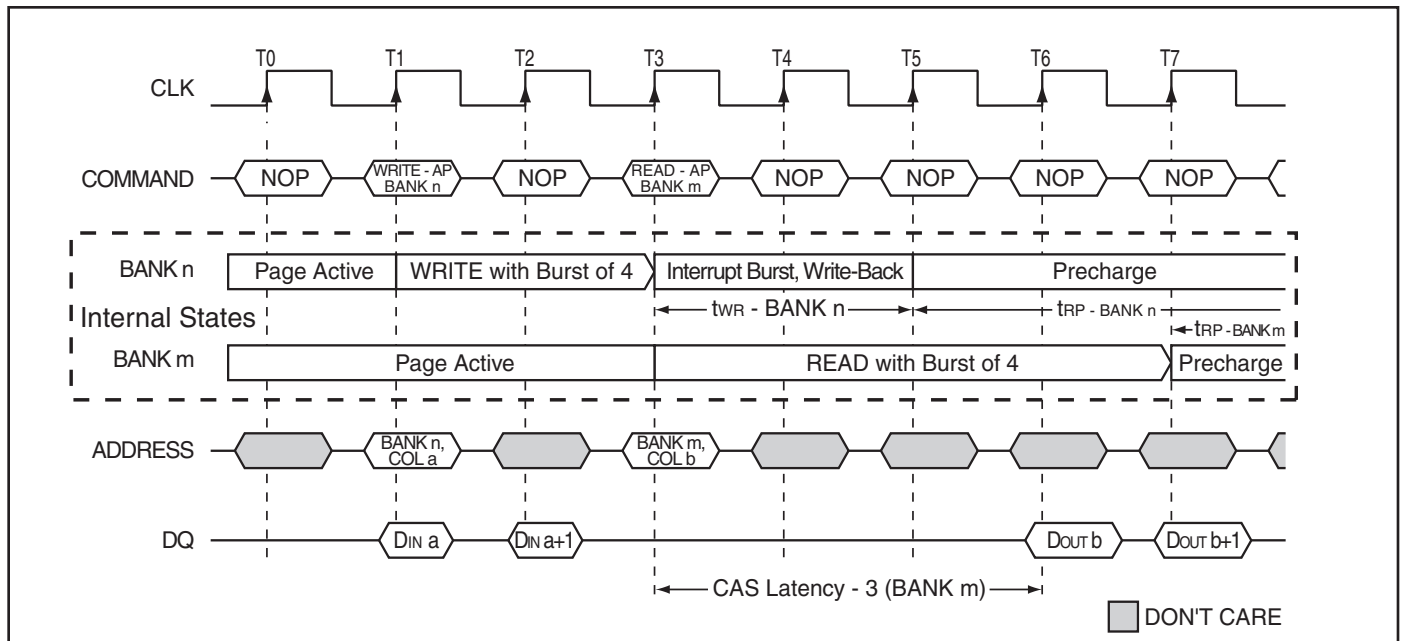 T0 T1 T2 T3 T4 T5 T6 T7
CLK
COMMAND NOP WRITE - AP BANK n NOP READ - AP BANK m NOP NOP NOP NOP
BANK n Page Active WRITE with Burst of 4 Interrupt Burst, Write-Back Precharge
tWR - BANK n tRP - BANK n
Internal States
tRP - BANK m
BANK m Page Active READ with Burst of 4 Precharge
ADDRESS BANK n, COL a BANK m, COL b
DQ DIN a DIN a+1 DOUT b DOUT b+1
CAS Latency - 3 (BANK m)
DON'T CARE